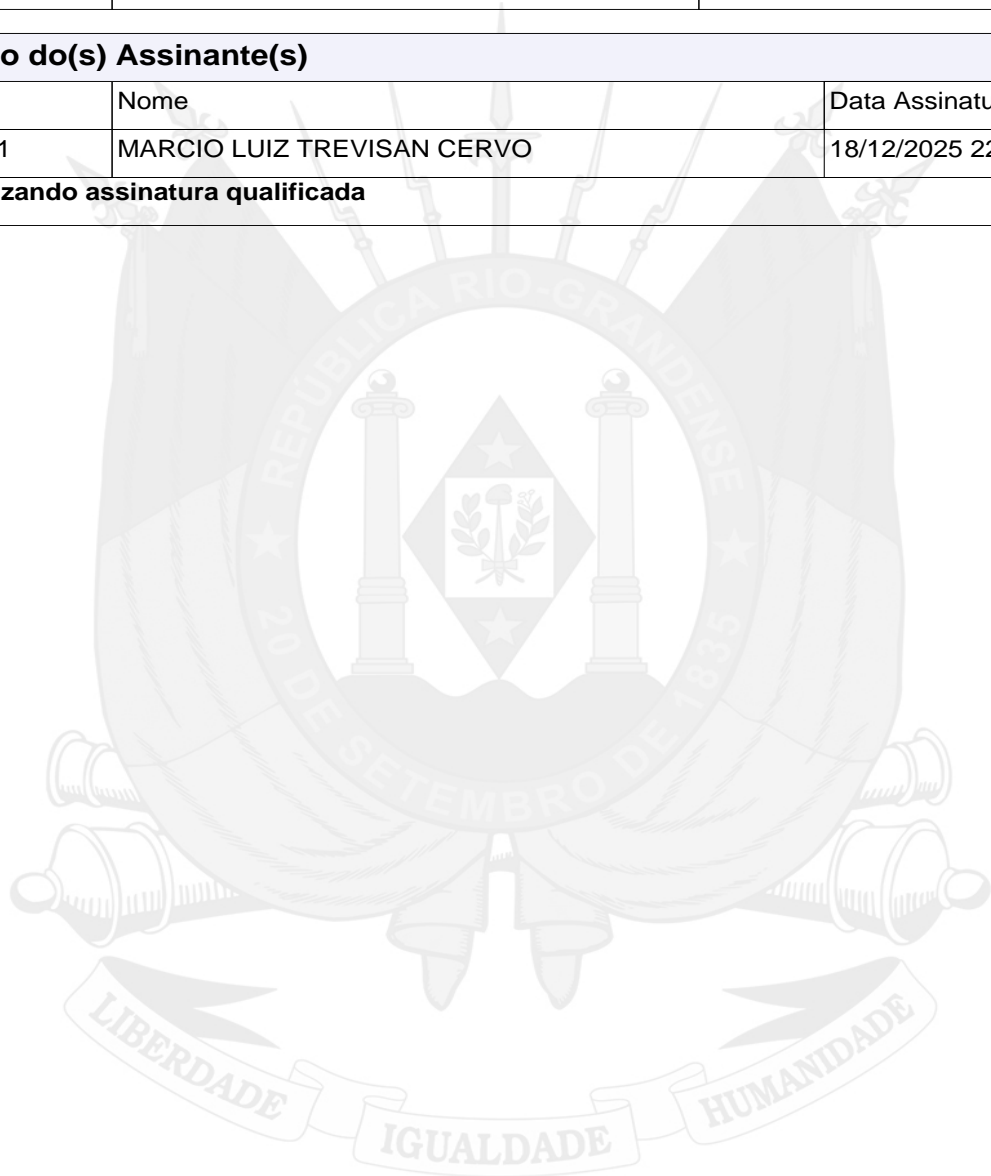 o do(s) Assinante(s)
Nome
Data Assinatu
1
MARCIO LUIZ TREVISAN CERVO
18/12/2025 22
zando assinatura qualificada
REPÚBLICA RIO-GRANDENSE
20 DE SETEMBRO DE 1835
LIBERDADE IGUALDADE HUMANIDADE